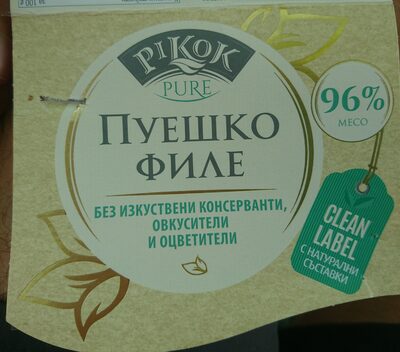 PIKOK
PURE
ПУЕШКО
ФИЛЕ
БЕЗ ИЗКУСТВЕНИ КОНСЕРВАНТИ,
ОВКУСИТЕЛИ
И ОЦВЕТИТЕЛИ
96%
МЕСО
CLEAN
LABEL
С НАТУРАЛНИ
СЪСТАВКИ